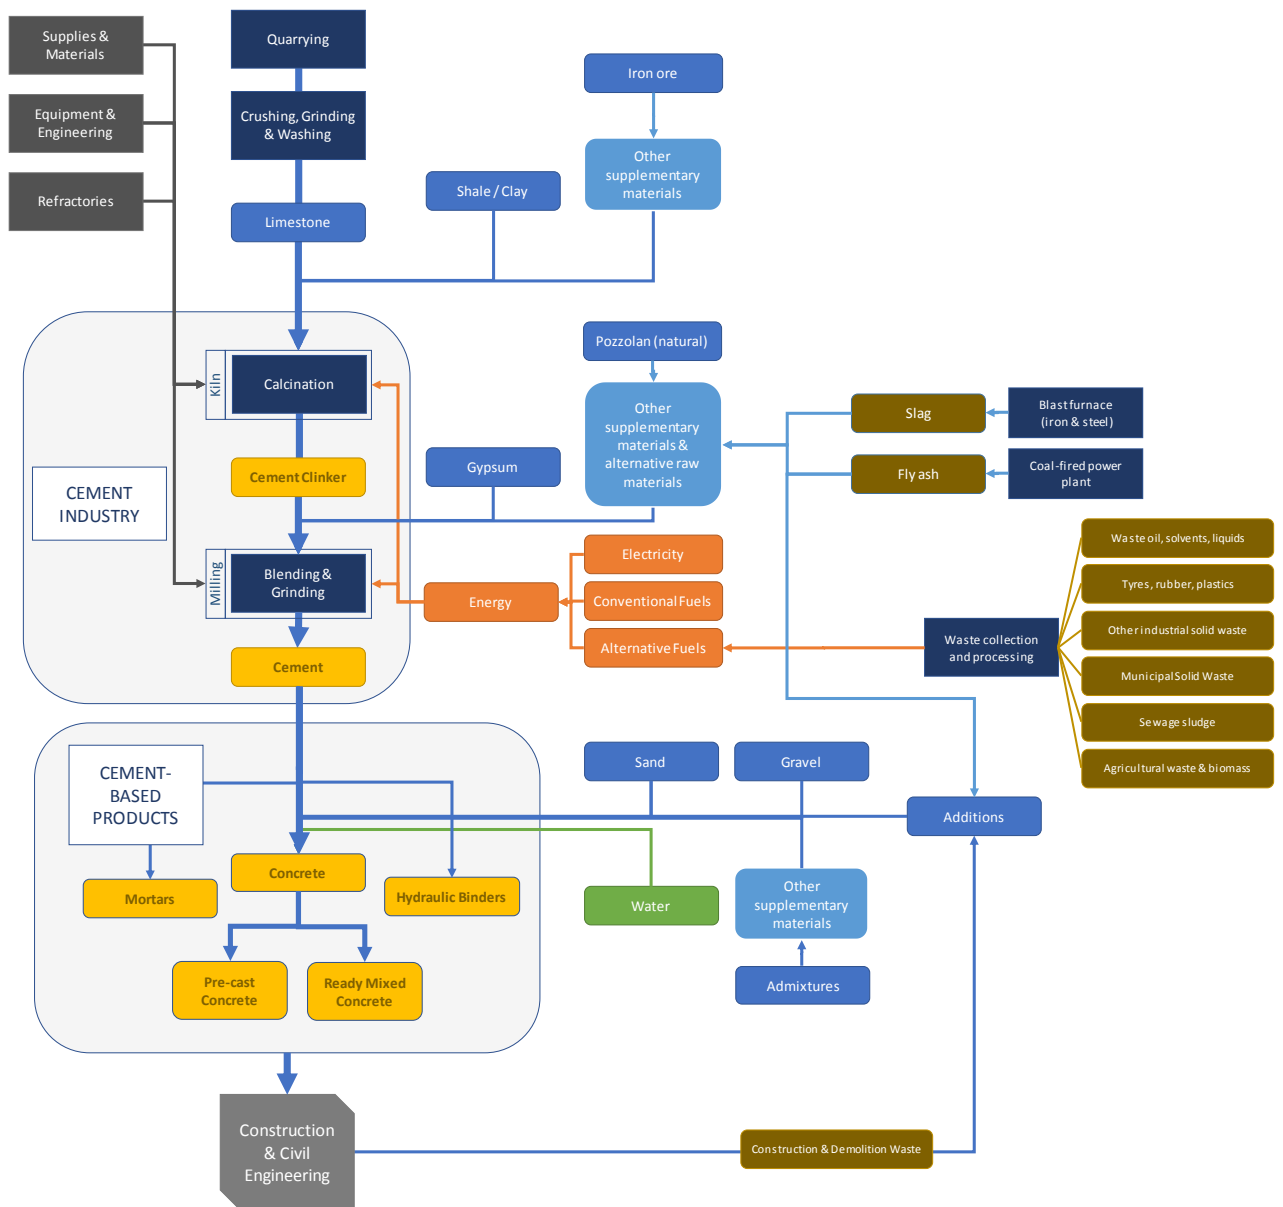 Supplies &
Materials
Quarrying
Iron ore
Equipment &
Engineering
Crushing, Grinding
& Washing
Other
supplementary
materials
Refractories
Shale / Clay
Limestone
Pozzolan (natural)
Kiln
Calcination
Other
supplementary
materials &
alternative raw
materials
Slag
Blast furnace
(iron & steel)
Cement Clinker
Gypsum
Fly ash
Coal-fired power
plant
CEMENT
INDUSTRY
Waste oil, solvents, liquids
Electricity
Milling
Blending &
Grinding
Tyres, rubber, plastics
Energy
Conventional Fuels
Other industrial solid waste
Alternative Fuels
Waste collection
and processing
Cement
Municipal Solid Waste
Sewage sludge
CEMENT-
BASED
PRODUCTS
Sand
Gravel
Agricultural waste & biomass
Additions
Concrete
Mortars
Hydraulic Binders
Water
Other
supplementary
materials
Pre-cast
Concrete
Ready Mixed
Concrete
Admixtures
Construction
& Civil
Engineering
Construction & Demolition Waste